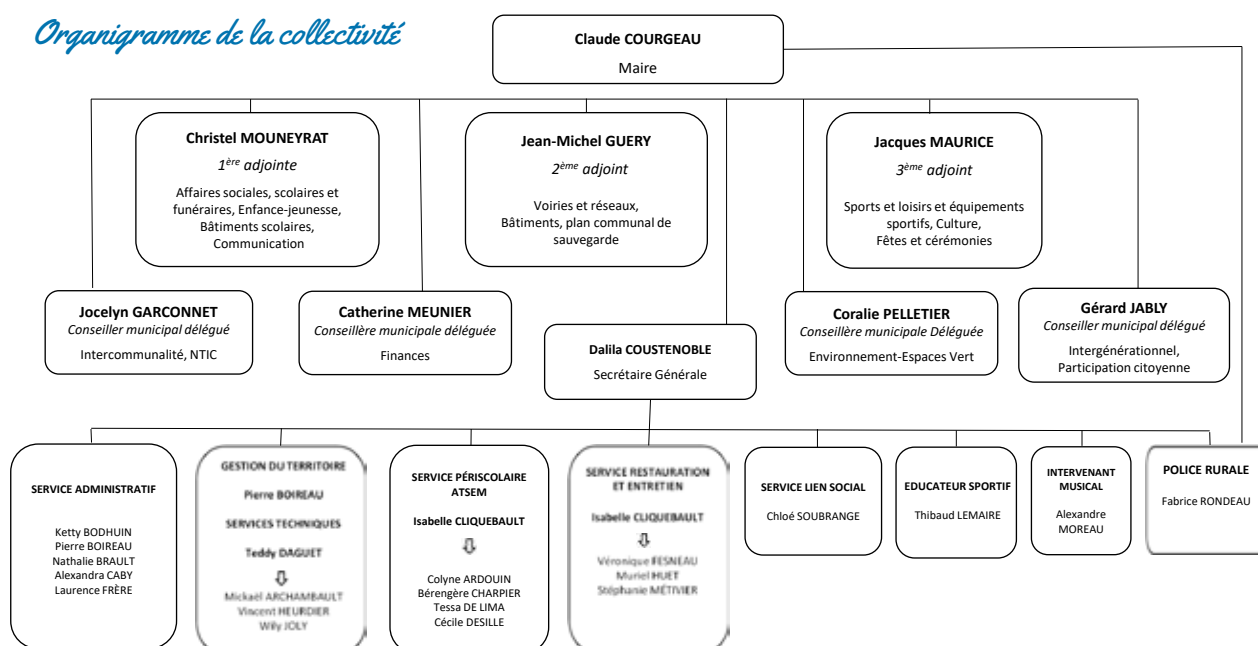 Organigramme de la collectivité
Claude COURGEAU
Maire
Christel MOUNEYRAT
1ère adjointe
Affaires sociales, scolaires et
funéraires, Enfance-jeunesse,
Bâtiments scolaires,
Communication
Jean-Michel GUERY
2ème adjoint
Voiries et réseaux,
Bâtiments, plan communal de
sauvegarde
Jacques MAURICE
3ème adjoint
Sports et loisirs et équipements
sportifs, Culture,
Fêtes et cérémonies
Jocelyn GARCONNET
Conseiller municipal délégué
Intercommunalité, NTIC
Catherine MEUNIER
Conseillère municipale déléguée
Finances
Dalila COUSTENOBLE
Secrétaire Générale
Coralie PELLETIER
Conseillère municipale Déléguée
Environnement-Espaces Vert
Gérard JABLY
Conseiller municipal délégué
Intergénérationnel,
Participation citoyenne
SERVICE ADMINISTRATIF
Ketty BODHUIN
Pierre BOIREAU
Nathalie BRAULT
Alexandra CABY
Laurence FRÈRE
GESTION DU TERRITOIRE
Pierre BOIREAU
SERVICES TECHNIQUES
Teddy DAGUET
Mickaël ARCHAMBAULT
Vincent HEURDIER
Wily JOLY
SERVICE PÉRISCOLAIRE
ATSEM
Isabelle CLIQUEBAULT
Colyne ARDOUIN
Bérengère CHARPIER
Tessa DE LIMA
Cécile DESILLE
SERVICE RESTAURATION
ET ENTRETIEN
Isabelle CLIQUEBAULT
Véronique FESNEAU
Muriel HUET
Stéphanie MÉTIVIER
SERVICE LIEN SOCIAL
Chloé SOUBRANGE
EDUCATEUR SPORTIF
Thibaud LEMAIRE
INTERVENANT
MUSICAL
Alexandre
MOREAU
POLICE RURALE
Fabrice RONDEAU